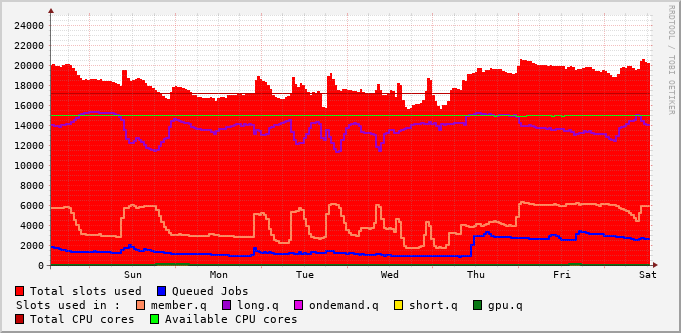 RRDTOOL / TOBI OETIKER
24000
22000
20000
18000
16000
14000
12000
10000
8000
6000
4000
2000
0
Sun Mon Tue Wed Thu Fri Sat
Total slots used Queued Jobs
Slots used in : member.q long.q ondemand.q short.q gpu.q
Total CPU cores Available CPU cores